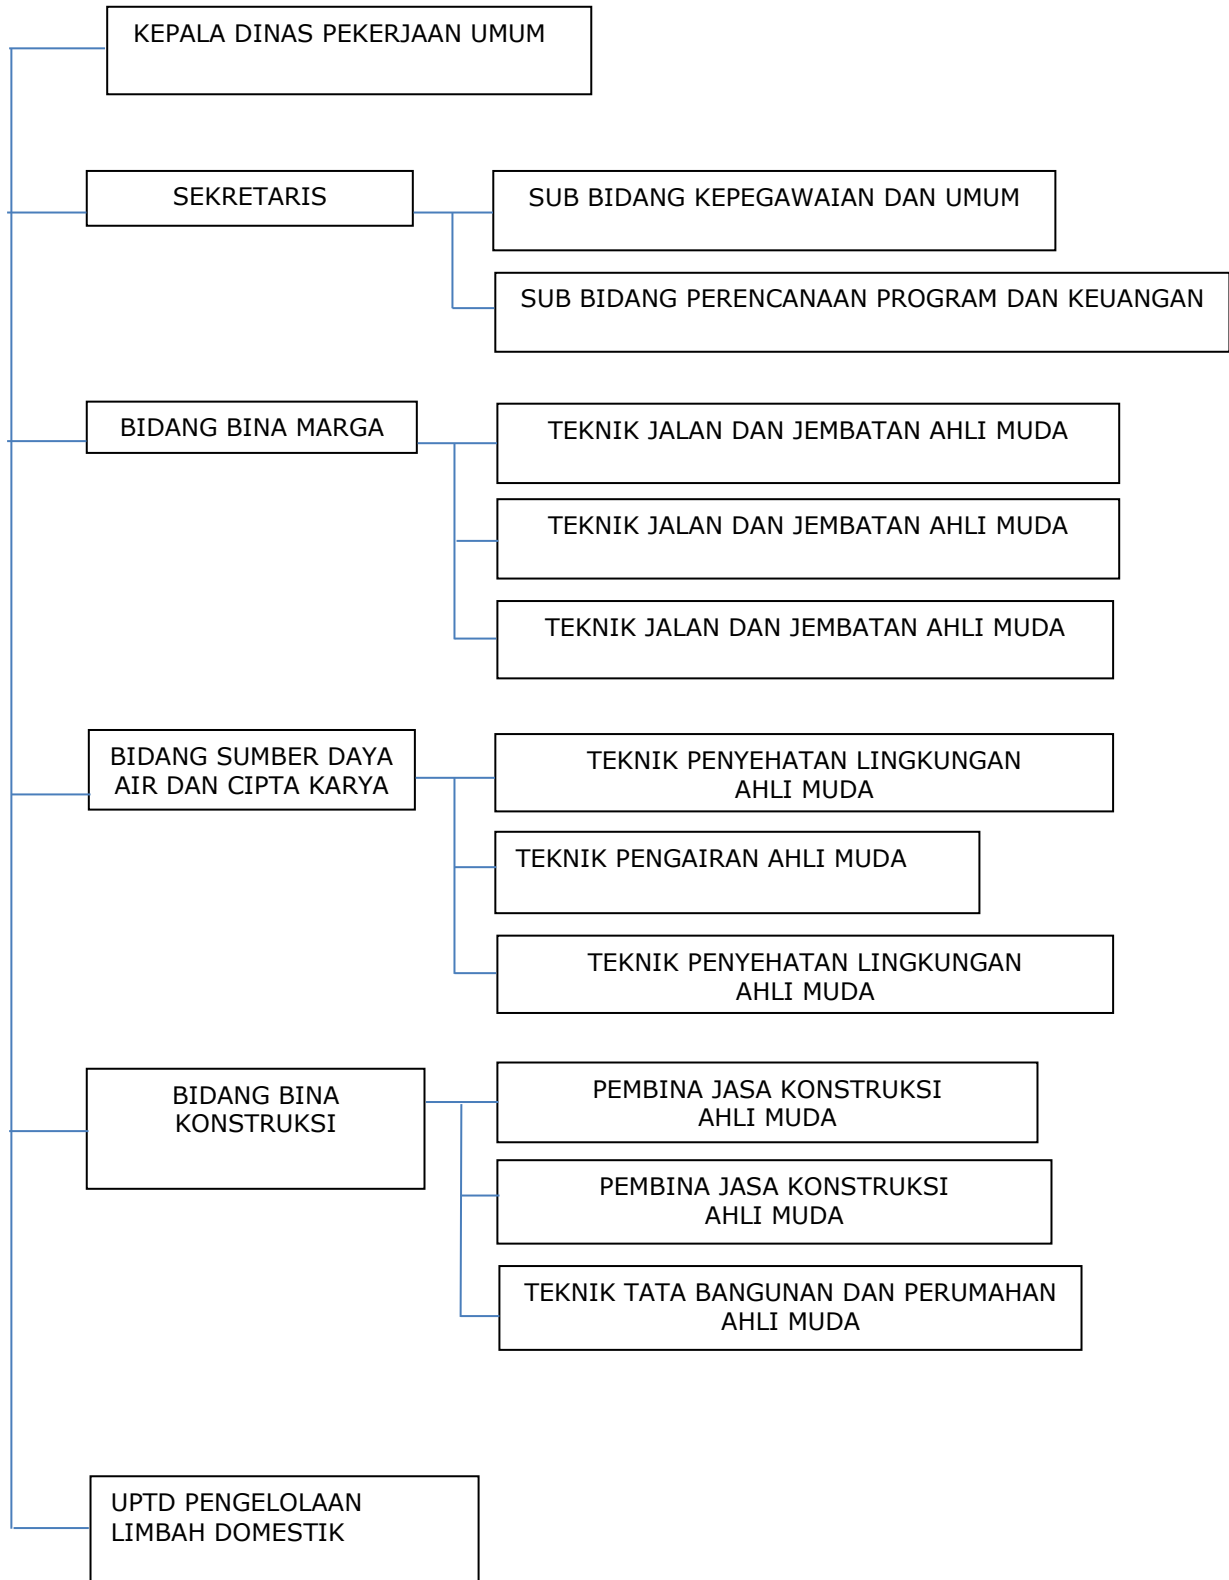 KEPALA DINAS PEKERJAAN UMUM
SEKRETARIS
SUB BIDANG KEPEGAWAIAN DAN UMUM
SUB BIDANG PERENCANAAN PROGRAM DAN KEUANGAN
BIDANG BINA MARGA
TEKNIK JALAN DAN JEMBATAN AHLI MUDA
TEKNIK JALAN DAN JEMBATAN AHLI MUDA
TEKNIK JALAN DAN JEMBATAN AHLI MUDA
BIDANG SUMBER DAYA
AIR DAN CIPTA KARYA
TEKNIK PENYEHATAN LINGKUNGAN
AHLI MUDA
TEKNIK PENGAIRAN AHLI MUDA
TEKNIK PENYEHATAN LINGKUNGAN
AHLI MUDA
BIDANG BINA
KONSTRUKSI
PEMBINA JASA KONSTRUKSI
AHLI MUDA
PEMBINA JASA KONSTRUKSI
AHLI MUDA
TEKNIK TATA BANGUNAN DAN PERUMAHAN
AHLI MUDA
UPTD PENGELOLAAN
LIMBAH DOMESTIK